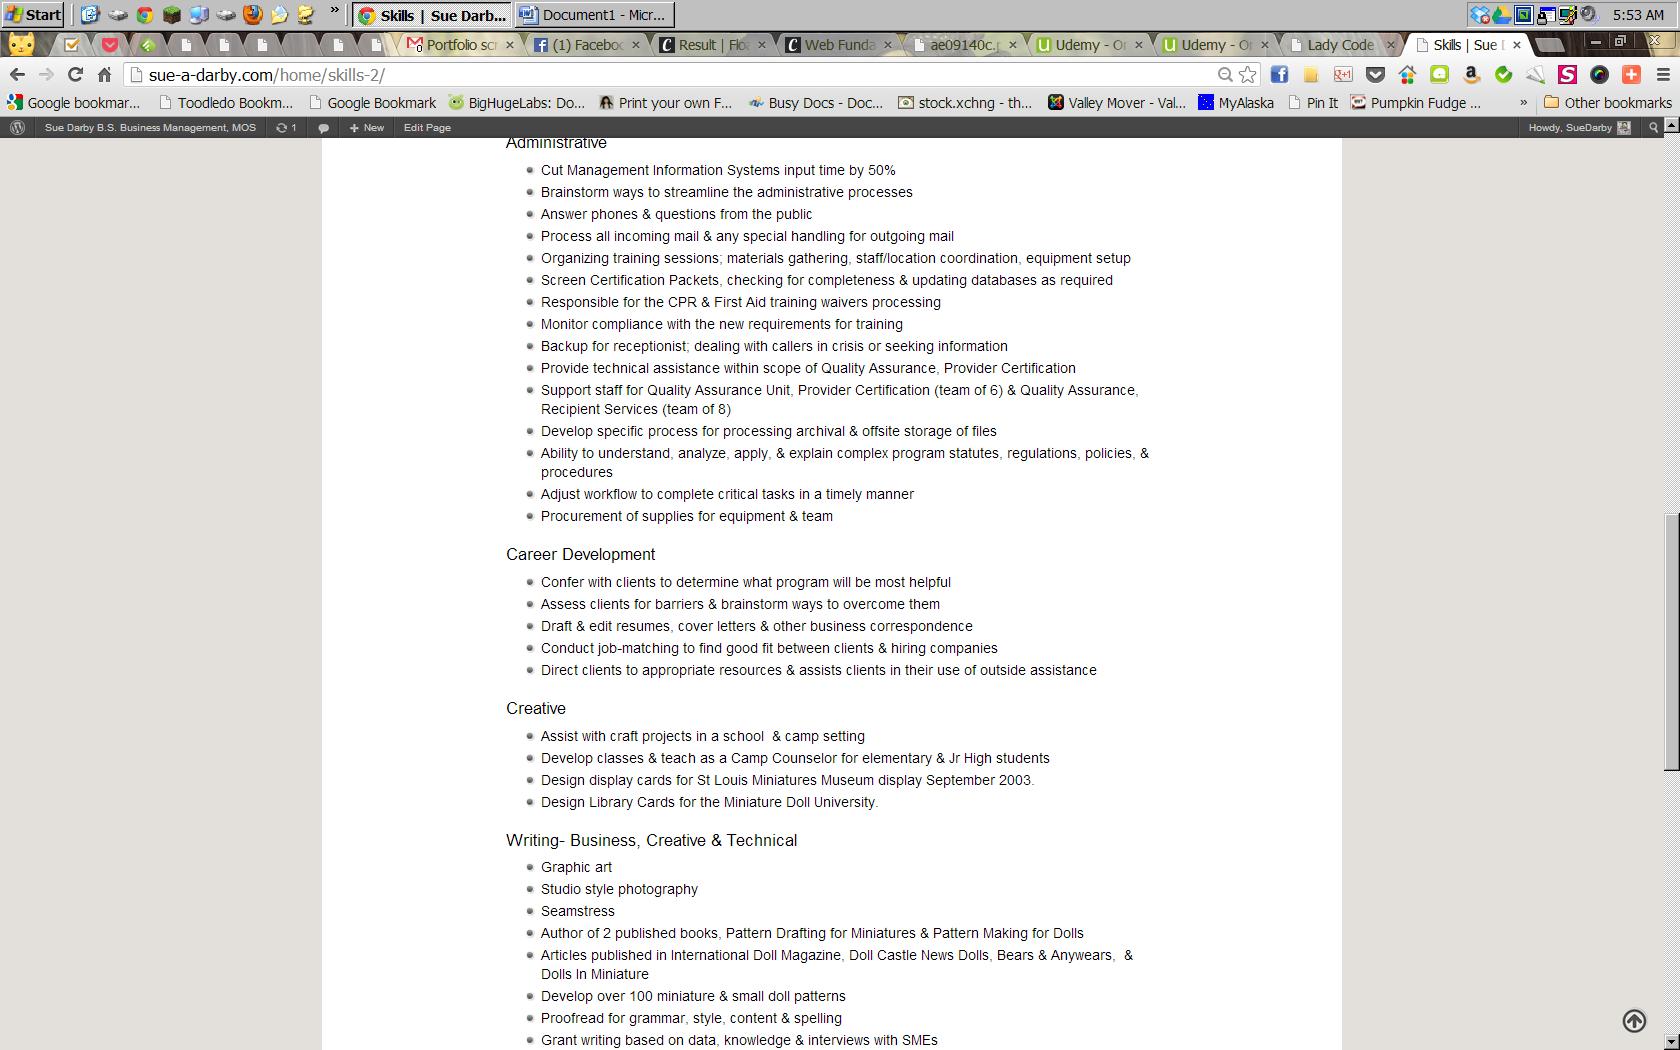 Start
»
Skills | Sue Darb...
Document1 - Micr...
5:53 AM
Portfolio scr
(1) Faceboo
Result | Flo
Web Funda
ae09140c.
Udemy - Or
Udemy - Or
Lady Code
Skills | Sue D
sue-a-darby.com/home/skills-2/
Google bookmar...
Toodledo Bookm...
Google Bookmark
BigHugeLabs: Do...
Print your own F...
Busy Docs - Doc...
stock.xchng - th...
Valley Mover - Val...
MyAlaska
Pin It
Pumpkin Fudge ...
»
Other bookmarks
Sue Darby B.S. Business Management, MOS
1
+ New
Edit Page
Howdy, SueDarby
Administrative
Cut Management Information Systems input time by 50%
Brainstorm ways to streamline the administrative processes
Answer phones & questions from the public
Process all incoming mail & any special handling for outgoing mail
Organizing training sessions; materials gathering, staff/location coordination, equipment setup
Screen Certification Packets, checking for completeness & updating databases as required
Responsible for the CPR & First Aid training waivers processing
Monitor compliance with the new requirements for training
Backup for receptionist; dealing with callers in crisis or seeking information
Provide technical assistance within scope of Quality Assurance, Provider Certification
Support staff for Quality Assurance Unit, Provider Certification (team of 6) & Quality Assurance,
Recipient Services (team of 8)
Develop specific process for processing archival & offsite storage of files
Ability to understand, analyze, apply, & explain complex program statutes, regulations, policies, &
procedures
Adjust workflow to complete critical tasks in a timely manner
Procurement of supplies for equipment & team
Career Development
Confer with clients to determine what program will be most helpful
Assess clients for barriers & brainstorm ways to overcome them
Draft & edit resumes, cover letters & other business correspondence
Conduct job-matching to find good fit between clients & hiring companies
Direct clients to appropriate resources & assists clients in their use of outside assistance
Creative
Assist with craft projects in a school & camp setting
Develop classes & teach as a Camp Counselor for elementary & Jr High students
Design display cards for St Louis Miniatures Museum display September 2003.
Design Library Cards for the Miniature Doll University.
Writing- Business, Creative & Technical
Graphic art
Studio style photography
Seamstress
Author of 2 published books, Pattern Drafting for Miniatures & Pattern Making for Dolls
Articles published in International Doll Magazine, Doll Castle News Dolls, Bears & Anywears, &
Dolls In Miniature
Develop over 100 miniature & small doll patterns
Proofread for grammar, style, content & spelling
Grant writing based on data, knowledge & interviews with SMEs